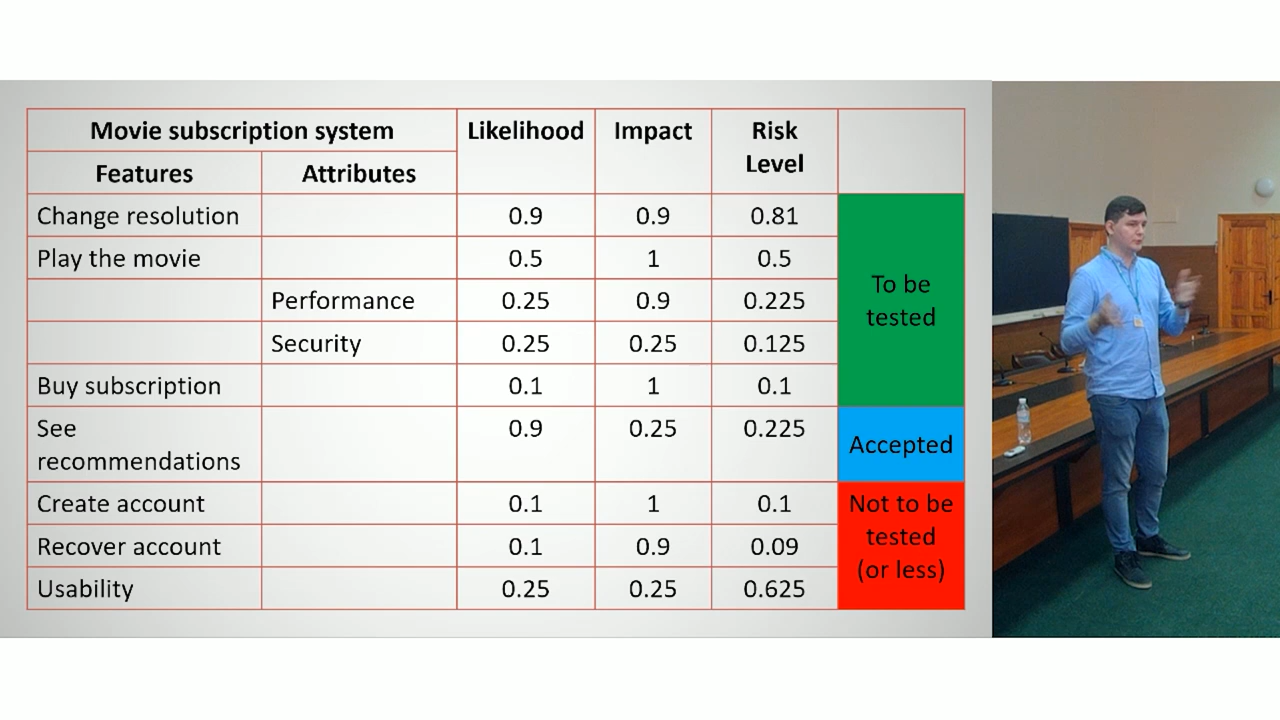 Movie subscription system Likelihood Impact Risk Level
Features Attributes
Change resolution 0.9 0.9 0.81
Play the movie 0.5 1 0.5
Performance 0.25 0.9 0.225
Security 0.25 0.25 0.125
Buy subscription 0.1 1 0.1
To be
tested
See
recommendations 0.9 0.25 0.225
Accepted
Create account 0.1 1 0.1
Recover account 0.1 0.9 0.09
Usability 0.25 0.25 0.625
Not to be
tested
(or less)